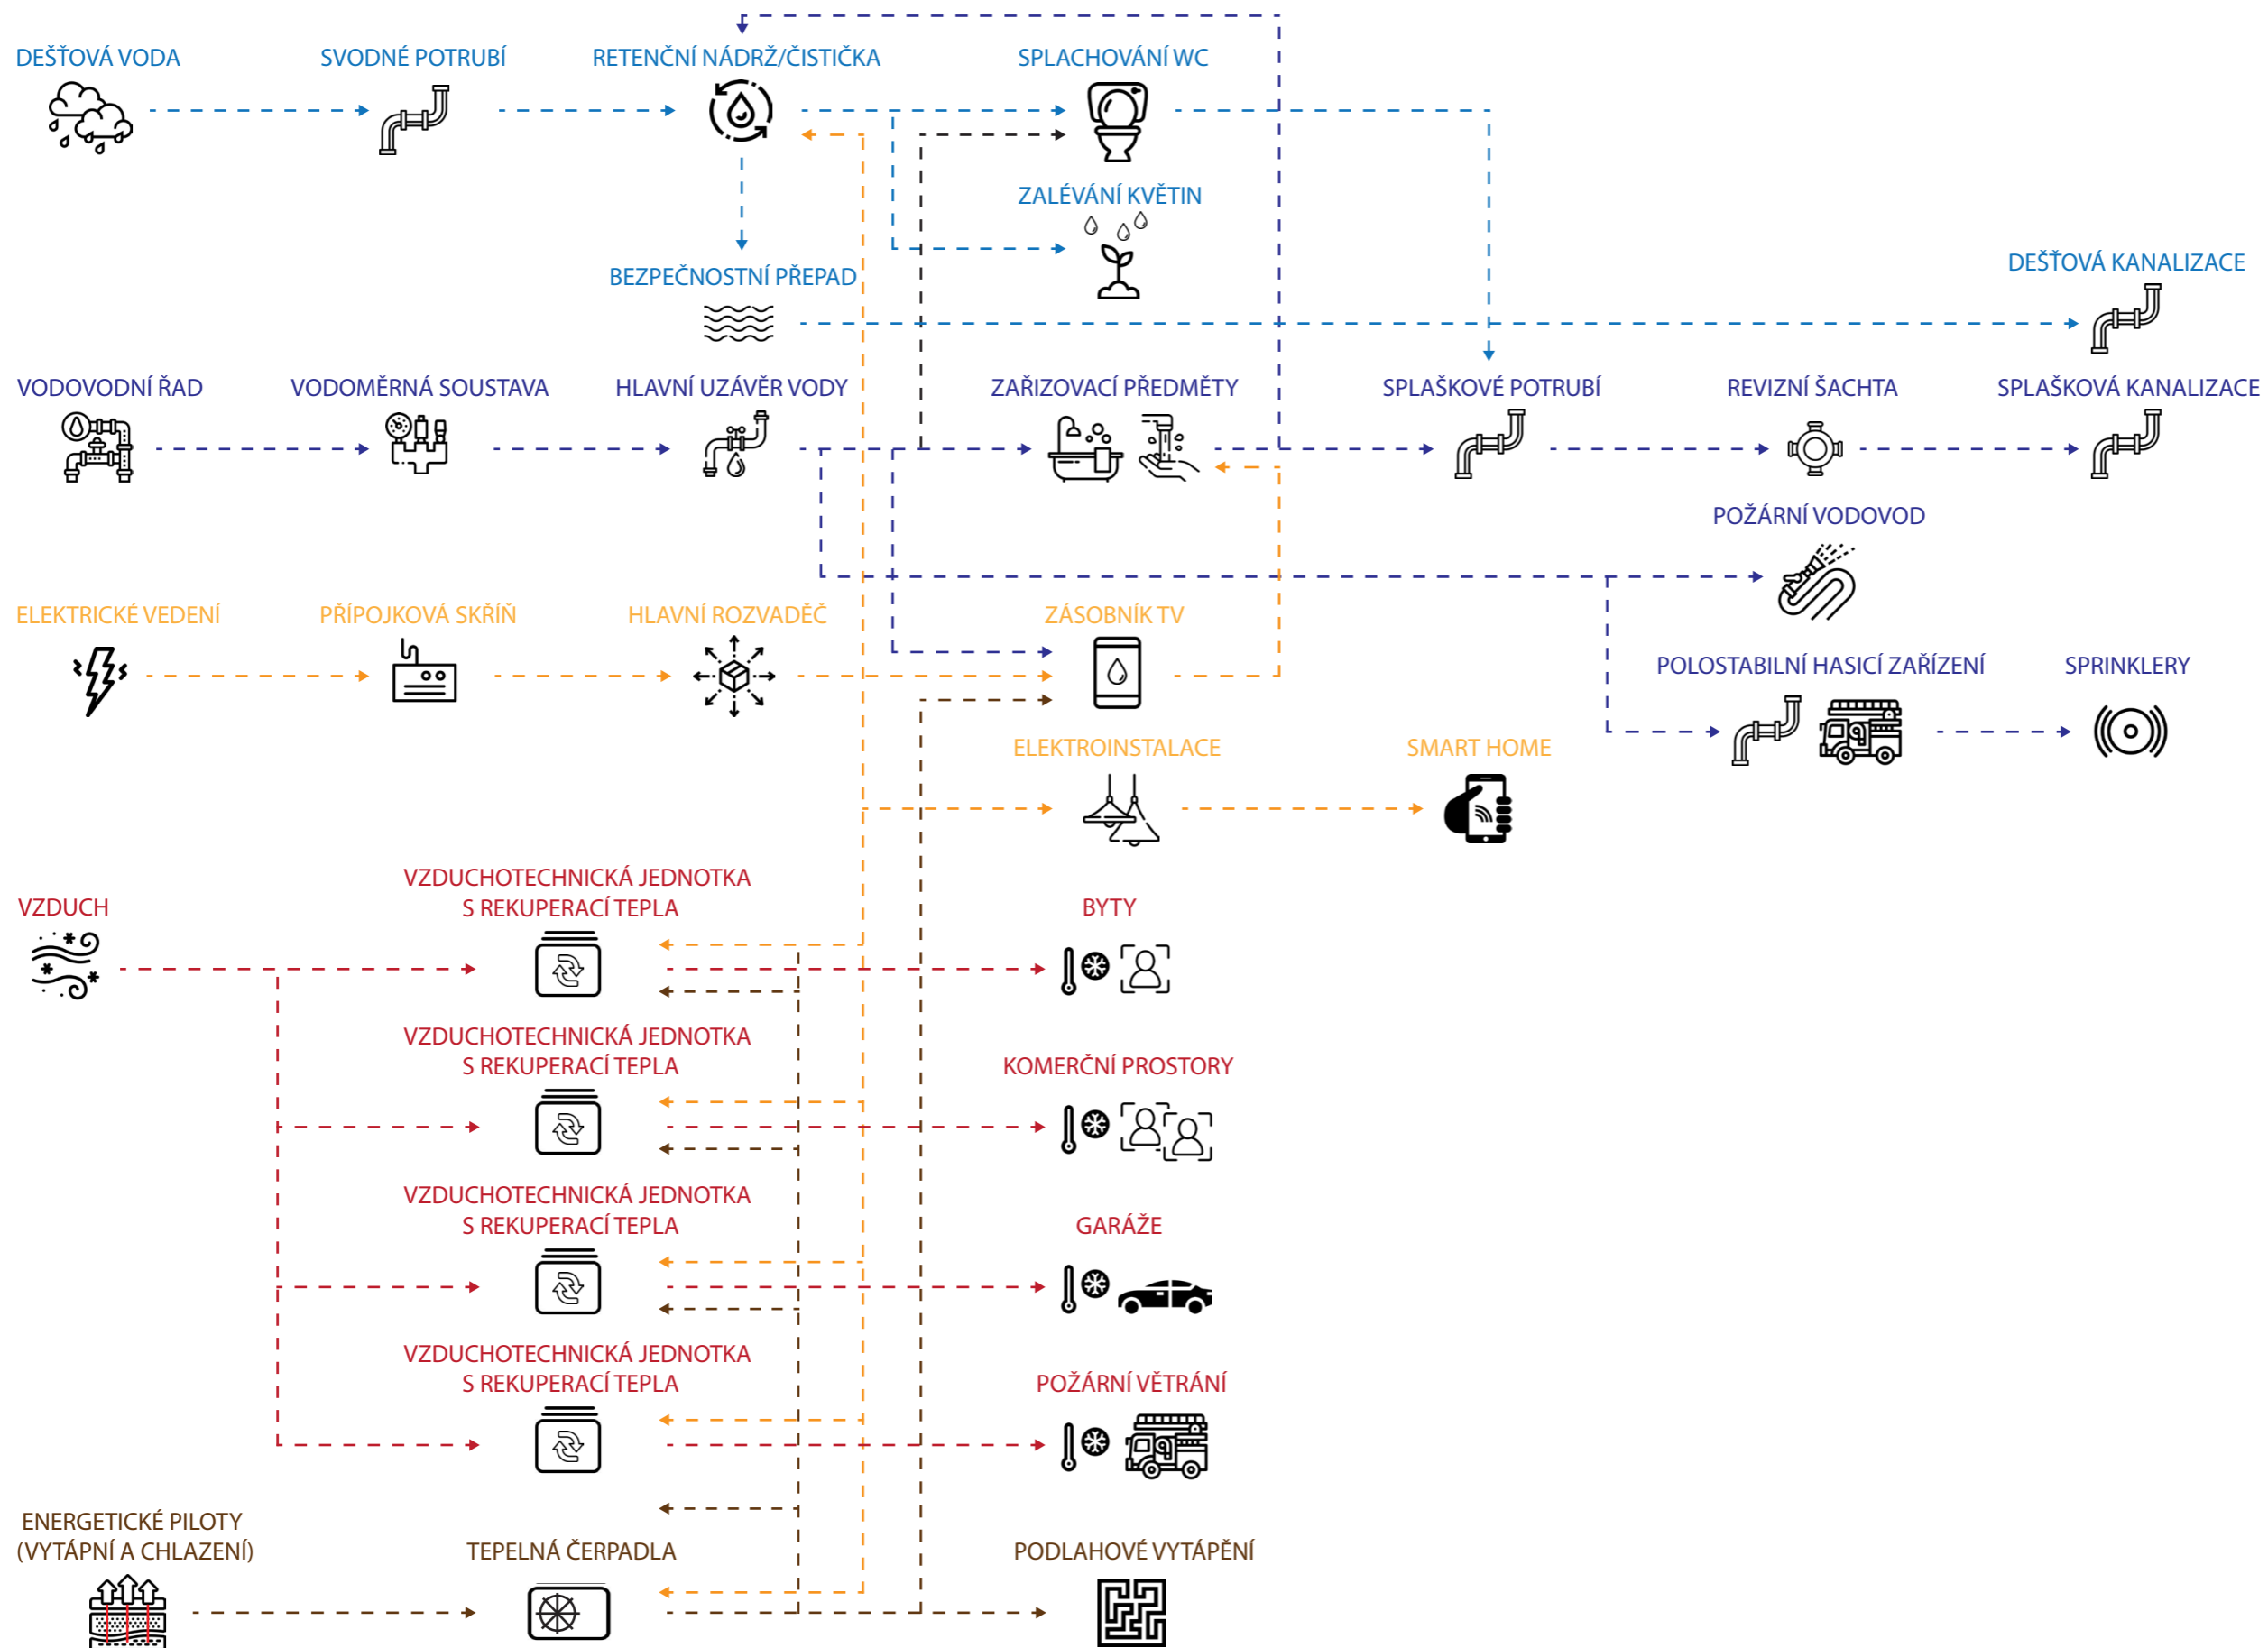 DEŠŤOVÁ VODA
SVODNÉ POTRUBÍ
RETENČNÍ NÁDRŽ/ČISTIČKA
SPLACHOVÁNÍ WC
ZALÉVÁNÍ KVĚTIN
BEZPEČNOSTNÍ PŘEPAD
DEŠŤOVÁ KANALIZACE
VODOVODNÍ ŘAD
VODOMĚRNÁ SOUSTAVA
HLAVNÍ UZÁVĚR VODY
ZAŘIZOVACÍ PŘEDMĚTY
SPLAŠKOVÉ POTRUBÍ
REVIZNÍ ŠACHTA
SPLAŠKOVÁ KANALIZACE
POŽÁRNÍ VODOVOD
ELEKTRICKÉ VEDENÍ
PŘÍPOJKOVÁ SKŘÍŇ
HLAVNÍ ROZVADĚČ
ZÁSOBNÍK TV
POLOSTABILNÍ HASICÍ ZAŘÍZENÍ
SPRINKLERY
ELEKTROINSTALACE
SMART HOME
VZDUCH
VZDUCHOTECHNICKÁ JEDNOTKA
S REKUPERACÍ TEPLA
BYTY
VZDUCHOTECHNICKÁ JEDNOTKA
S REKUPERACÍ TEPLA
KOMERČNÍ PROSTORY
VZDUCHOTECHNICKÁ JEDNOTKA
S REKUPERACÍ TEPLA
GARÁŽE
VZDUCHOTECHNICKÁ JEDNOTKA
S REKUPERACÍ TEPLA
POŽÁRNÍ VĚTRÁNÍ
ENERGETICKÉ PILOTY
(VYTÁPNÍ A CHLAZENÍ)
TEPELNÁ ČERPADLA
PODLAHOVÉ VYTÁPĚNÍ